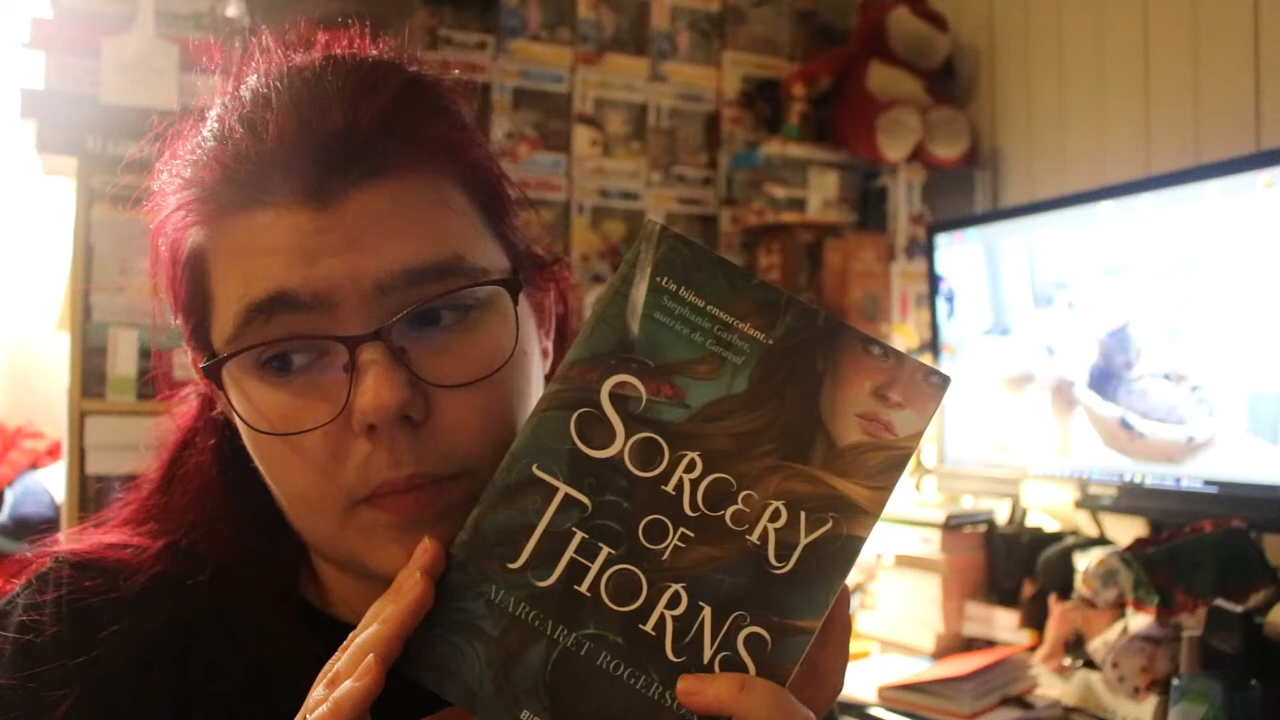 «Un bijou ensorcelant.»
Stephanie Garber,
autrice de Caraval
SORCERY
OF
THORNS
MARGARET ROGERSON